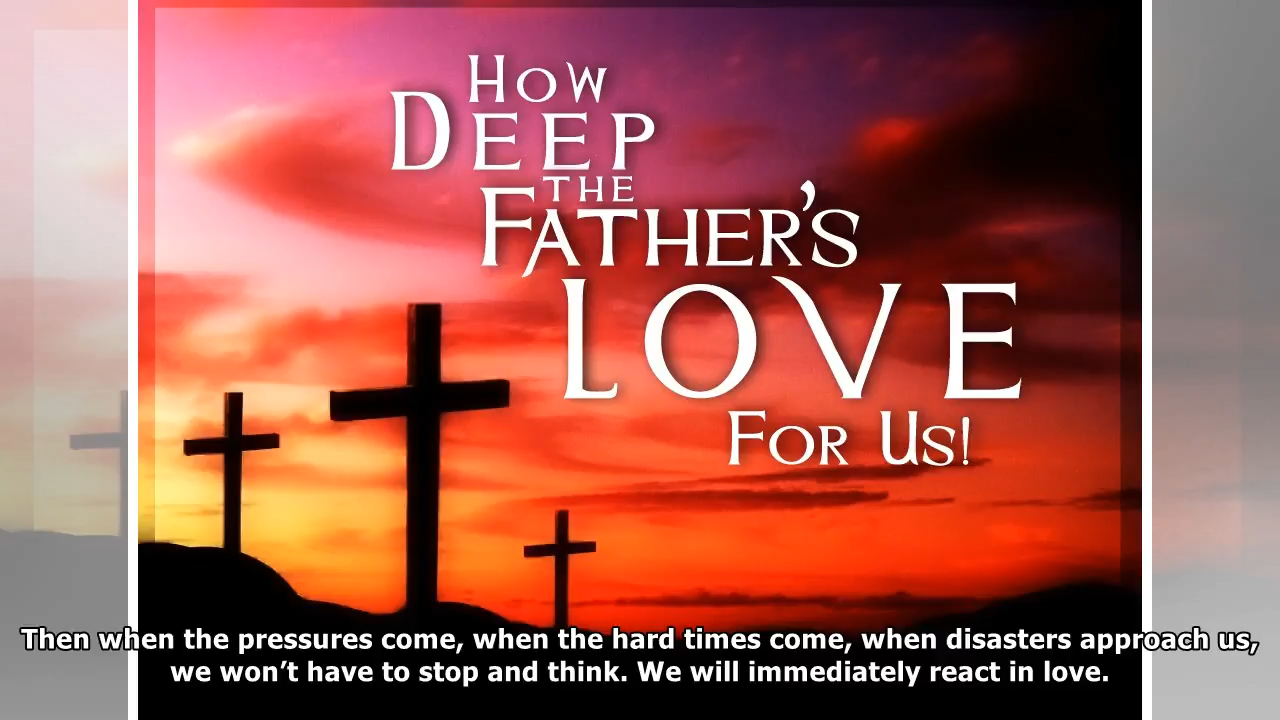 How
Deep
the
Father's
LOVE
For Us!
Then when the pressures come, when the hard times come, when disasters approach us,
we won't have to stop and think. We will immediately react in love.